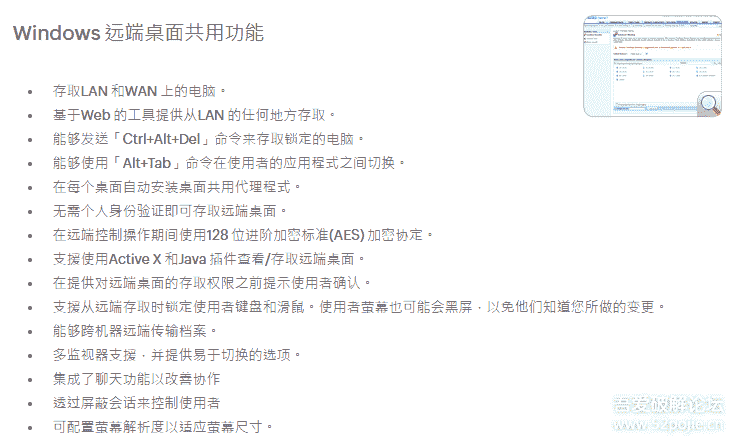 Windows 远端桌面共用功能
存取LAN 和WAN 上的电脑。
基于Web 的工具提供从LAN 的任何地方存取。
能够发送「Ctrl+Alt+Del」命令来存取锁定的电脑。
能够使用「Alt+Tab」命令在使用者的应用程式之间切换。
在每个桌面自动安装桌面共用代理程式。
无需个人身份验证即可存取远端桌面。
在远端控制操作期间使用128 位进阶加密标准(AES) 加密协定。
支援使用Active X 和Java 插件查看/存取远端桌面。
在提供对远端桌面的存取权限之前提示使用者确认。
支援从远端存取时锁定使用者键盘和滑鼠。使用者萤幕也可能会黑屏，以免他们知道您所做的变更。
能够跨机器远端传输档案。
多监视器支援，并提供易于切换的选项。
集成了聊天功能以改善协作
透过屏蔽会话来控制使用者
可配置萤幕解析度以适应萤幕尺寸。
吾爱破解论坛
www.52pojie.cn